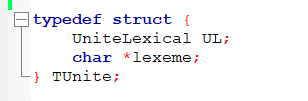 typedef struct {
UniteLexical UL;
char *lexeme;
} TUnite;